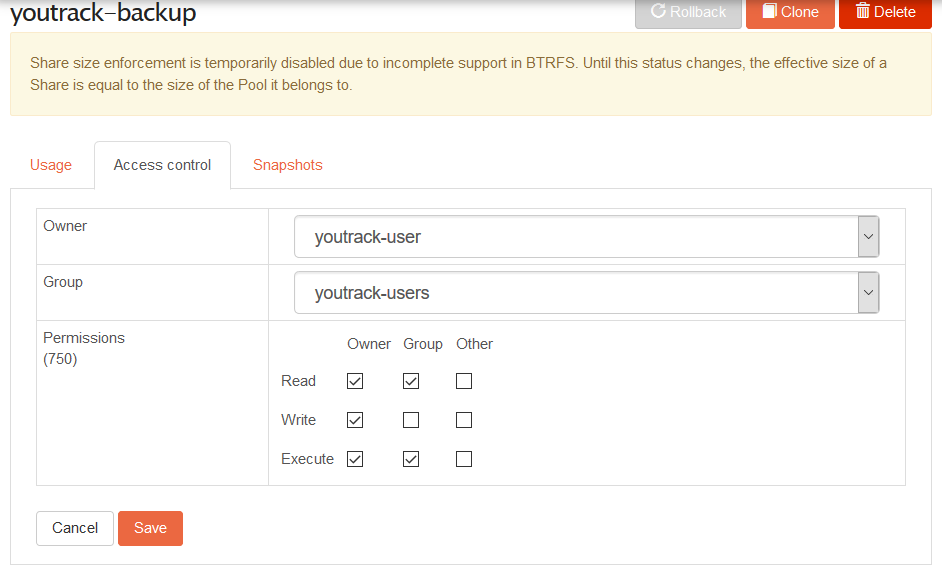 youtrack-backup
Rollback Clone Delete
Share size enforcement is temporarily disabled due to incomplete support in BTRFS. Until this status changes, the effective size of a
Share is equal to the size of the Pool it belongs to.
Usage Access control Snapshots
Owner youtrack-user
Group youtrack-users
Permissions
(750)
Owner Group Other
Read
Write
Execute
Cancel Save